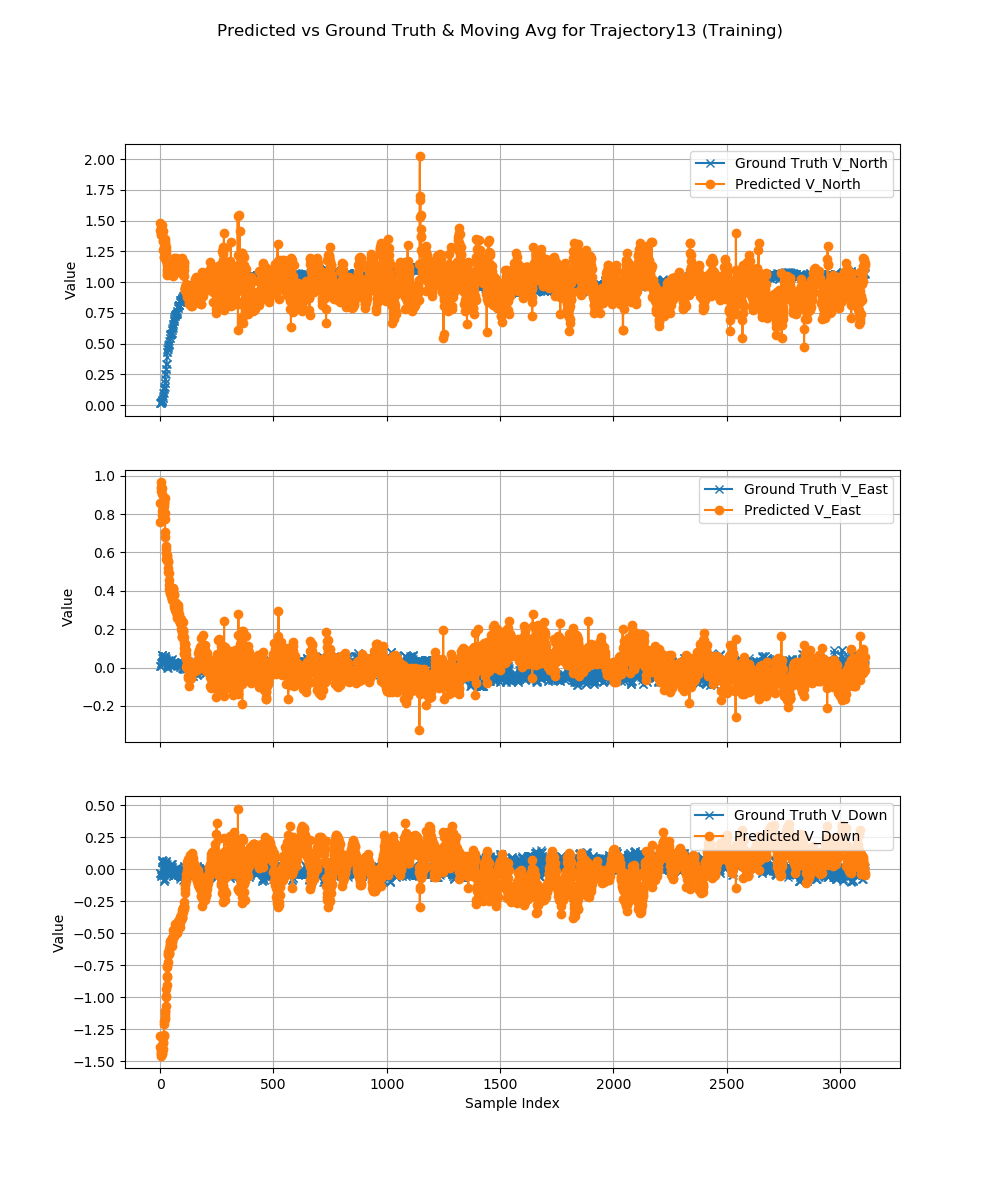 Predicted vs Ground Truth & Moving Avg for Trajectory13 (Training)
2.00
1.75
1.50
1.25
1.00
0.75
0.50
0.25
0.00
Value
Ground Truth V_North
Predicted V_North
1.0
0.8
0.6
0.4
0.2
0.0
−0.2
Value
Ground Truth V_East
Predicted V_East
0.50
0.25
0.00
−0.25
−0.50
−0.75
−1.00
−1.25
−1.50
Value
Ground Truth V_Down
Predicted V_Down
0 500 1000 1500 2000 2500 3000
Sample Index